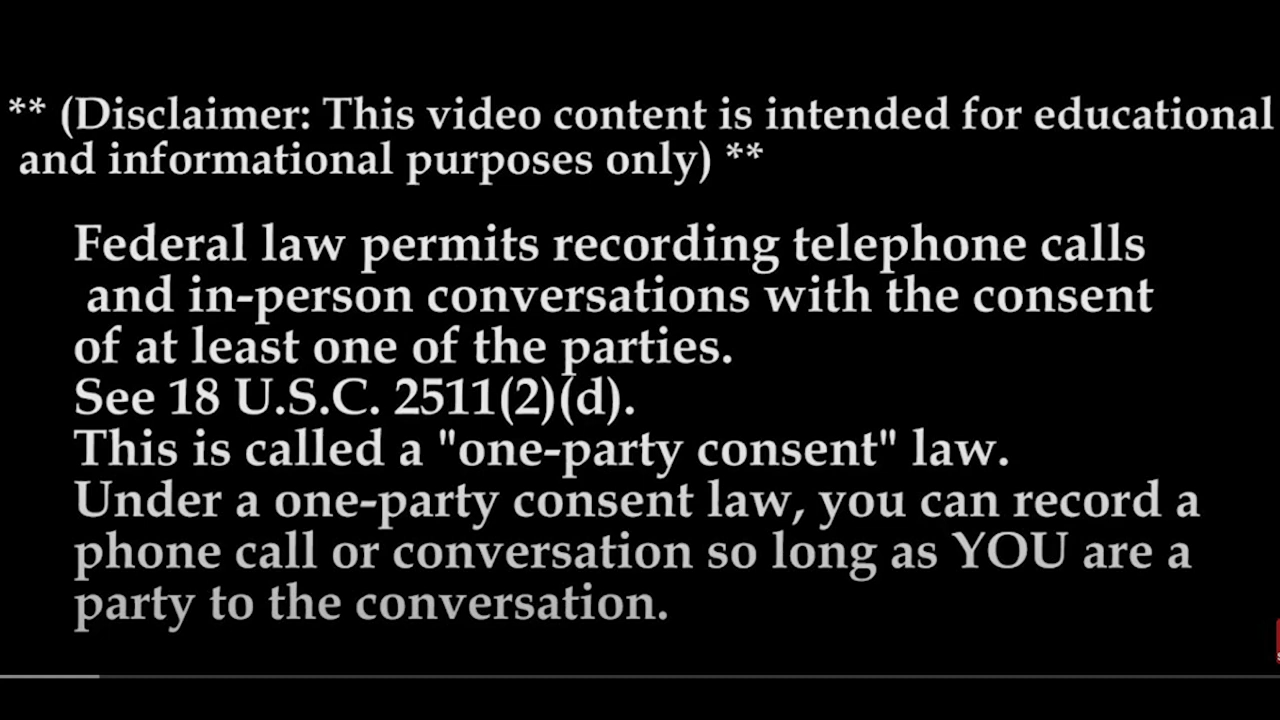 ** (Disclaimer: This video content is intended for educational
and informational purposes only) **
Federal law permits recording telephone calls
and in-person conversations with the consent
of at least one of the parties.
See 18 U.S.C. 2511(2)(d).
This is called a "one-party consent" law.
Under a one-party consent law, you can record a
phone call or conversation so long as YOU are a
party to the conversation.